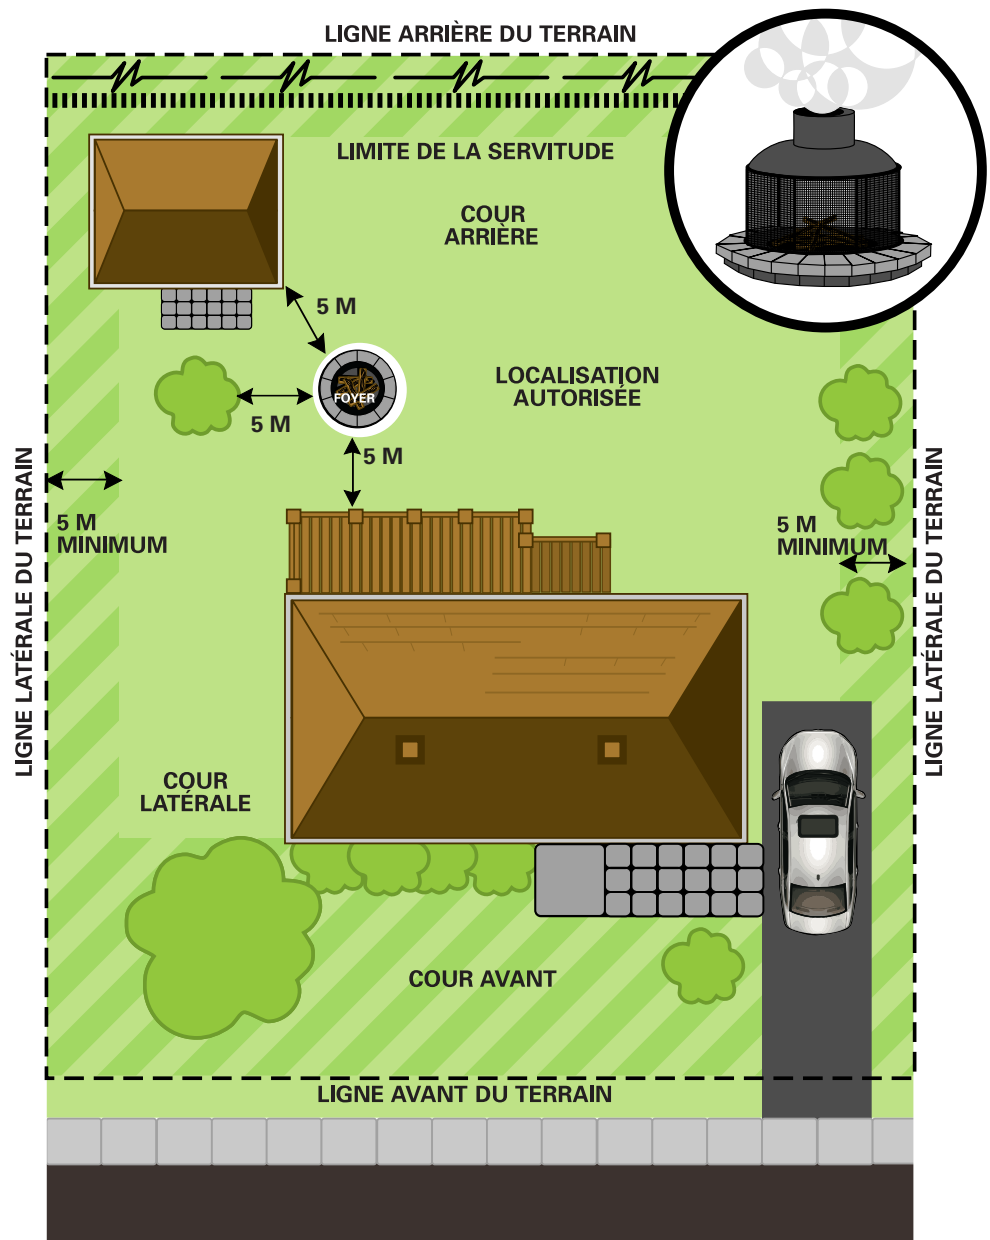 LIGNE ARRIÈRE DU TERRAIN
LIMITE DE LA SERVITUDE
COUR
ARRIÈRE
5 M
LOCALISATION
AUTORISÉE
FOYER
5 M
5 M
LIGNE LATÉRALE DU TERRAIN
5 M
MINIMUM
5 M
MINIMUM
LIGNE LATÉRALE DU TERRAIN
COUR
LATÉRALE
COUR AVANT
LIGNE AVANT DU TERRAIN